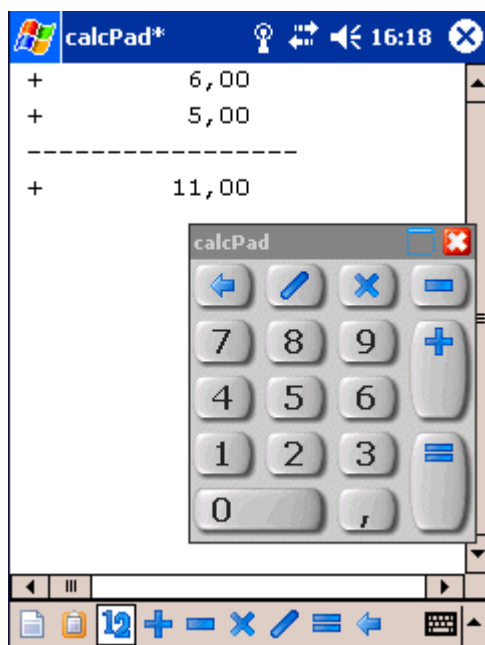 calcPad* 16:18
+ 6,00
+ 5,00
-----------------
+ 11,00
calcPad
7 8 9
4 5 6
1 2 3
0 ,
12